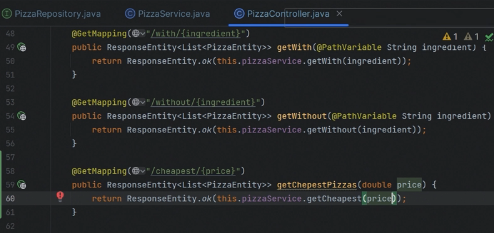 PizzaRepository.java PizzaService.java PizzaController.java
48 @GetMapping("/with/{ingredient}")
49 public ResponseEntity<List<PizzaEntity>> getWith(@PathVariable String ingredient) { 1 1
50 return ResponseEntity.ok(this.pizzaService.getWith(ingredient));
51 }
52
53 @GetMapping("/without/{ingredient}")
54 public ResponseEntity<List<PizzaEntity>> getWithout(@PathVariable String ingredient)
55 return ResponseEntity.ok(this.pizzaService.getWithout(ingredient));
56 }
57
58 @GetMapping("/cheapest/{price}")
59 public ResponseEntity<List<PizzaEntity>> getChepestPizzas(double price) {
60 return ResponseEntity.ok(this.pizzaService.getCheapest(price));
61 }
62